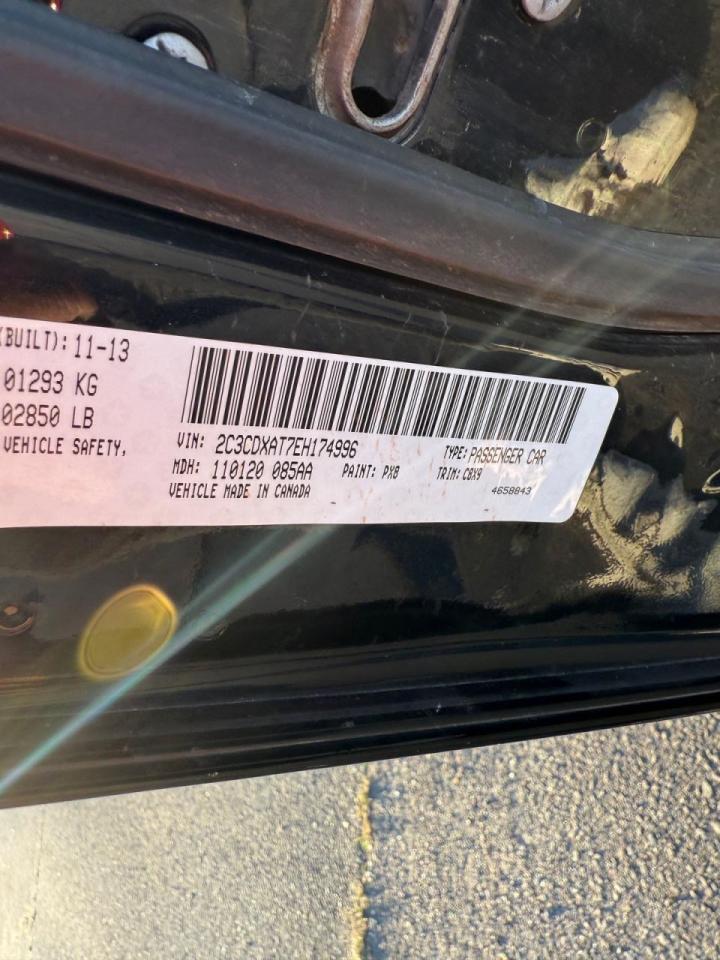 (BUILT): 11-13
01293 KG
02850 LB
VEHICLE SAFETY,
VIN: 2C3CDXAT7EH174996 TYPE: PASSENGER CAR
MDH: 110120 085AA PAINT: PX8 TRIM: CBX9
VEHICLE MADE IN CANADA 4658843